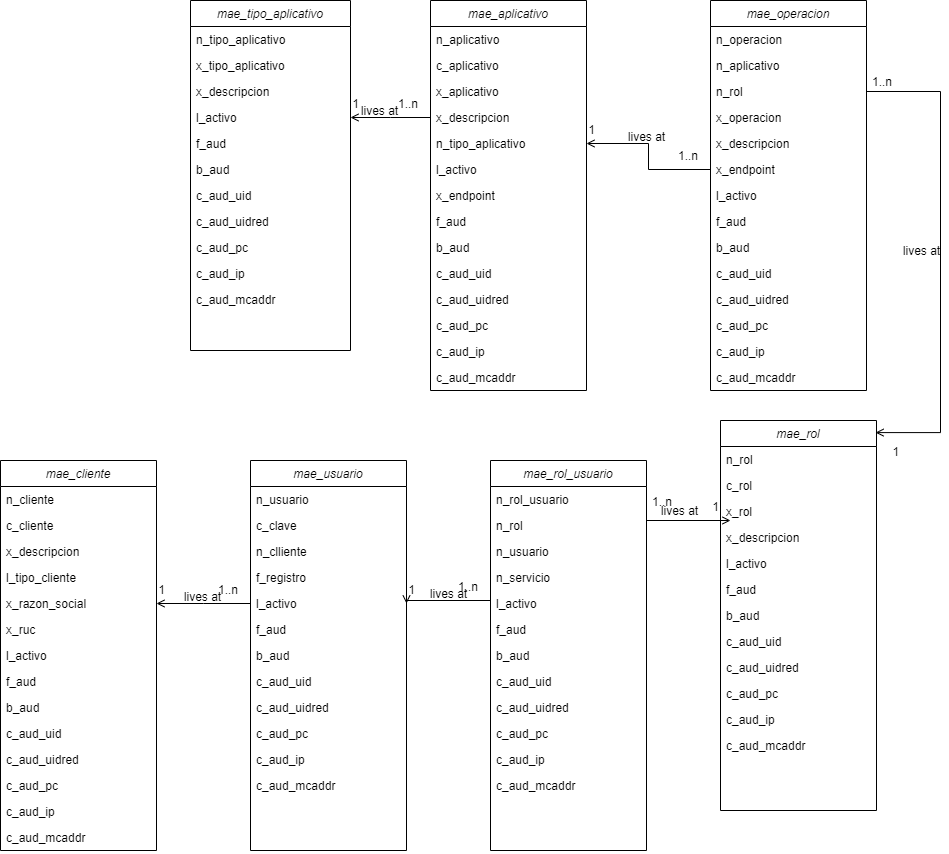 mae_tipo_aplicativo
n_tipo_aplicativo
x_tipo_aplicativo
x_descripcion
l_activo
f_aud
b_aud
c_aud_uid
c_aud_uidred
c_aud_pc
c_aud_ip
c_aud_mcaddr
1
lives at
1..n
mae_aplicativo
n_aplicativo
c_aplicativo
x_aplicativo
x_descripcion
n_tipo_aplicativo
l_activo
x_endpoint
f_aud
b_aud
c_aud_uid
c_aud_uidred
c_aud_pc
c_aud_ip
c_aud_mcaddr
1
lives at
1..n
mae_operacion
n_operacion
n_aplicativo
n_rol
x_operacion
x_descripcion
x_endpoint
l_activo
f_aud
b_aud
c_aud_uid
c_aud_uidred
c_aud_pc
c_aud_ip
c_aud_mcaddr
1..n
lives at
1
mae_cliente
n_cliente
c_cliente
x_descripcion
l_tipo_cliente
x_razon_social
x_ruc
l_activo
f_aud
b_aud
c_aud_uid
c_aud_uidred
c_aud_pc
c_aud_ip
c_aud_mcaddr
1
lives at
1..n
mae_usuario
n_usuario
c_clave
n_clliente
f_registro
l_activo
f_aud
b_aud
c_aud_uid
c_aud_uidred
c_aud_pc
c_aud_ip
c_aud_mcaddr
1
lives at
1..n
mae_rol_usuario
n_rol_usuario
n_rol
n_usuario
n_servicio
l_activo
f_aud
b_aud
c_aud_uid
c_aud_uidred
c_aud_pc
c_aud_ip
c_aud_mcaddr
1..n
lives at
1
mae_rol
n_rol
c_rol
x_rol
x_descripcion
l_activo
f_aud
b_aud
c_aud_uid
c_aud_uidred
c_aud_pc
c_aud_ip
c_aud_mcaddr